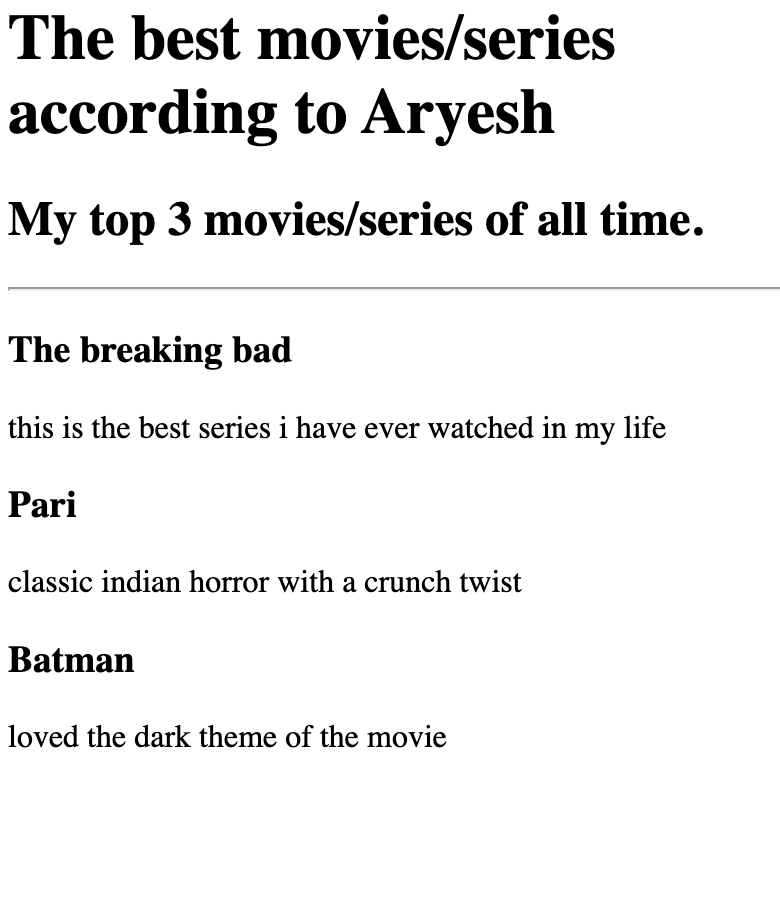 The best movies/series
according to Aryesh
My top 3 movies/series of all time.
The breaking bad
this is the best series i have ever watched in my life
Pari
classic indian horror with a crunch twist
Batman
loved the dark theme of the movie